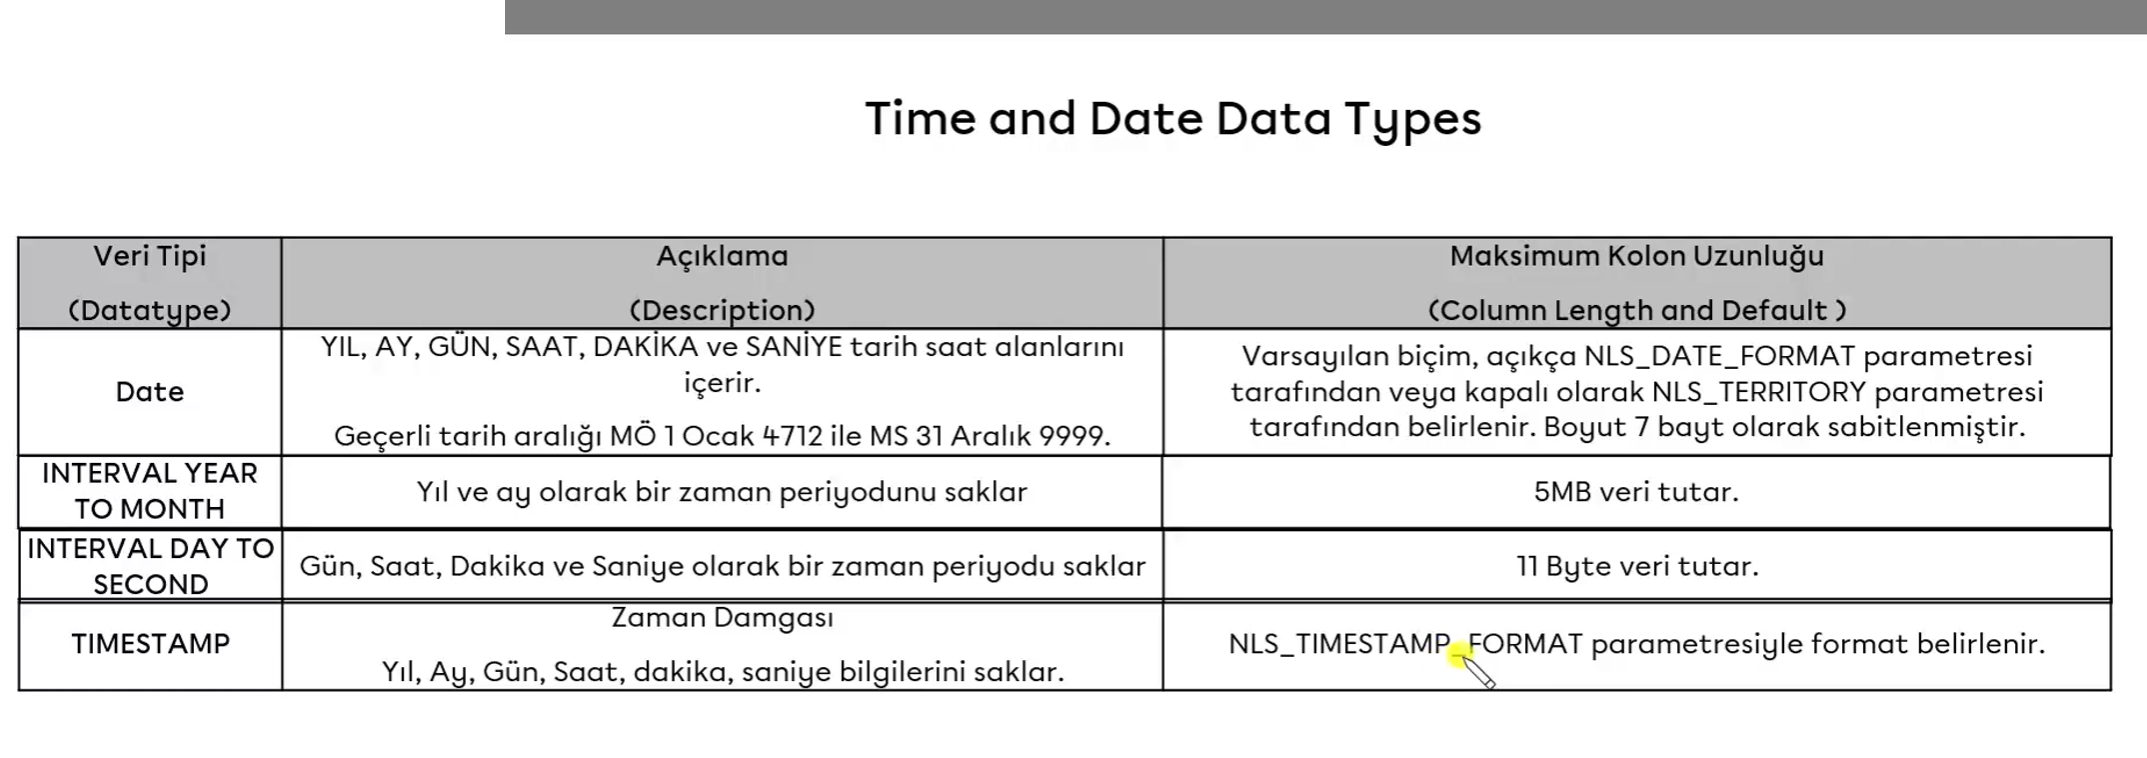 Time and Date Data Types
Veri Tipi
(Datatype)
Açıklama
(Description)
Maksimum Kolon Uzunluğu
(Column Length and Default )
Date
YIL, AY, GÜN, SAAT, DAKİKA ve SANİYE tarih saat alanlarını
içerir.
Geçerli tarih aralığı MÖ 1 Ocak 4712 ile MS 31 Aralık 9999.
Varsayılan biçim, açıkça NLS_DATE_FORMAT parametresi
tarafından veya kapalı olarak NLS_TERRITORY parametresi
tarafından belirlenir. Boyut 7 bayt olarak sabitlenmiştir.
INTERVAL YEAR
TO MONTH
Yıl ve ay olarak bir zaman periyodunu saklar
5MB veri tutar.
INTERVAL DAY TO
SECOND
Gün, Saat, Dakika ve Saniye olarak bir zaman periyodu saklar
11 Byte veri tutar.
TIMESTAMP
Zaman Damgası
Yıl, Ay, Gün, Saat, dakika, saniye bilgilerini saklar.
NLS_TIMESTAMP_FORMAT parametresiyle format belirlenir.